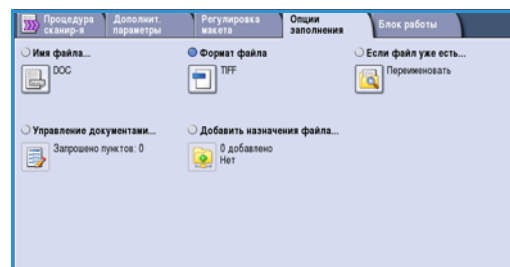 Процедура сканир-я
Дополнит. параметры
Регулировка макета
Опции заполнения
Блок работы
Имя файла...
DOC
Формат файла
TIFF
Если файл уже есть...
Переименовать
Управление документами...
Запрошено пунктов: 0
Добавить назначения файла...
0 добавлено
Нет